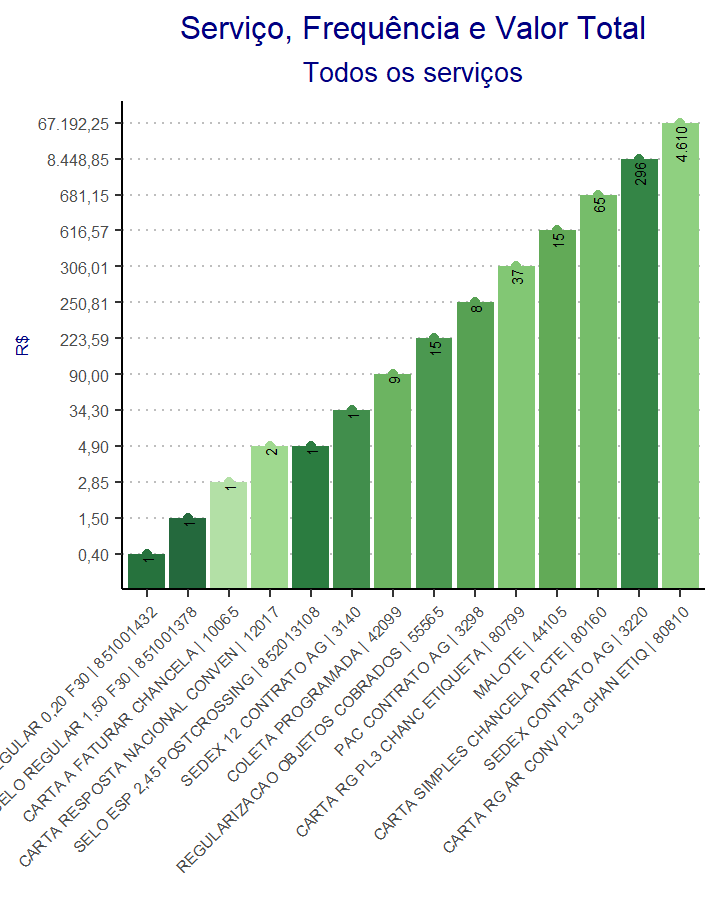 Serviço, Frequência e Valor Total
Todos os serviços
R$
67.192,25
8.448,85
681,15
616,57
306,01
250,81
223,59
90,00
34,30
4,90
2,85
1,50
0,40
1
1
1
2
1
1
9
15
8
37
15
65
296
4.610
REGULAR 0,20 F30 | 851001432
SELO REGULAR 1,50 F30 | 851001378
CARTA A FATURAR CHANCELA | 10065
CARTA RESPOSTA NACIONAL CONVEN | 12017
SELO ESP 2,45 POSTCROSSING | 852013108
SEDEX 12 CONTRATO AG | 3140
COLETA PROGRAMADA | 42099
REGULARIZACAO OBJETOS COBRADOS | 55565
PAC CONTRATO AG | 3298
CARTA RG PL3 CHANC ETIQUETA | 80799
MALOTE | 44105
CARTA SIMPLES CHANCELA PCTE | 80160
SEDEX CONTRATO AG | 3220
CARTA RG AR CONV PL3 CHAN ETIQ | 80810